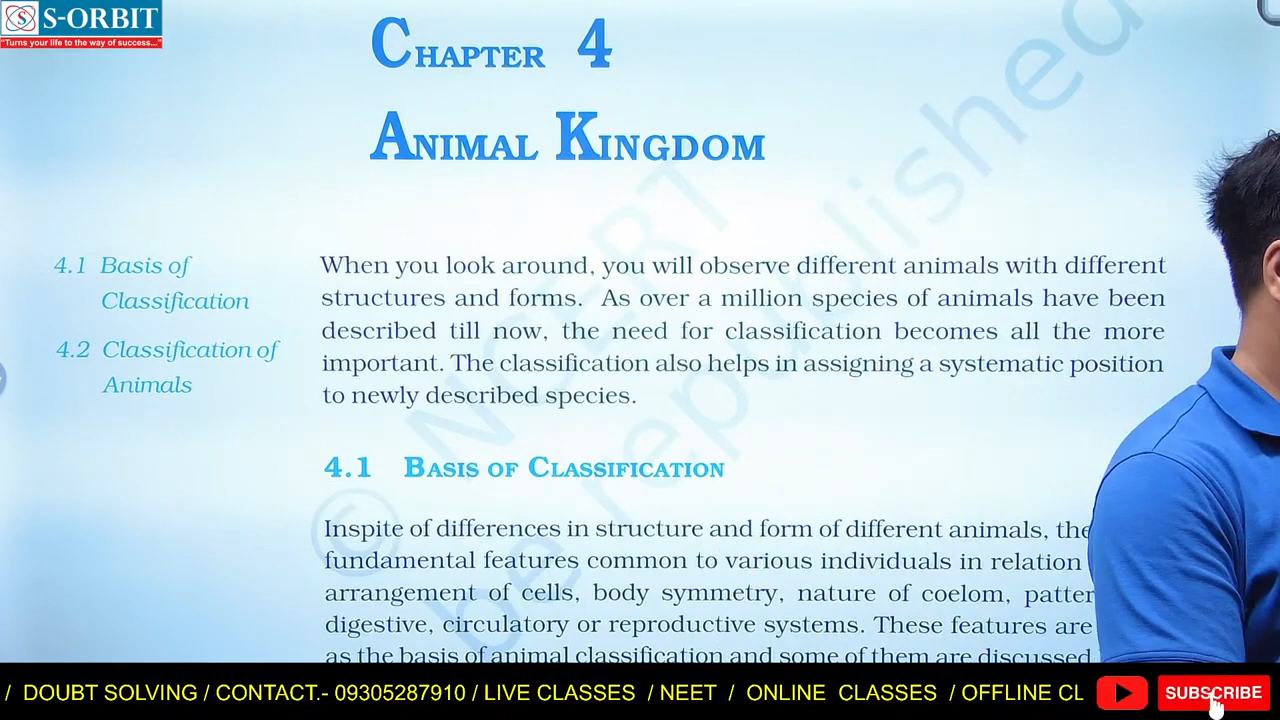 S-ORBIT
"Turns your life to the way of success..."
CHAPTER 4
ANIMAL KINGDOM
4.1 Basis of
Classification
4.2 Classification of
Animals
When you look around, you will observe different animals with different
structures and forms. As over a million species of animals have been
described till now, the need for classification becomes all the more
important. The classification also helps in assigning a systematic position
to newly described species.
4.1 BASIS OF CLASSIFICATION
Inspite of differences in structure and form of different animals, the
fundamental features common to various individuals in relation
arrangement of cells, body symmetry, nature of coelom, patter
digestive, circulatory or reproductive systems. These features are
as the basis of animal classification and some of them are discussed
© NCERT
be republished
/ DOUBT SOLVING / CONTACT.- 09305287910 / LIVE CLASSES / NEET / ONLINE CLASSES / OFFLINE CL
SUBSCRIBE